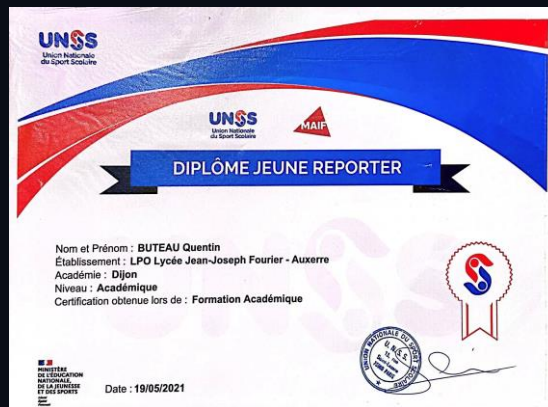 UNSS
Union Nationale
du Sport Scolaire
UNSS
Union Nationale
du Sport Scolaire
MAIF
DIPLÔME JEUNE REPORTER
Nom et Prénom : BUTEAU Quentin
Établissement : LPO Lycée Jean-Joseph Fourier - Auxerre
Académie : Dijon
Niveau : Académique
Certification obtenue lors de : Formation Académique
UNION NATIONALE DU SPORT SCOLAIRE
U.N.S.S.
MINISTÈRE
DE L'ÉDUCATION
NATIONALE,
DE LA JEUNESSE
ET DES SPORTS
Date : 19/05/2021